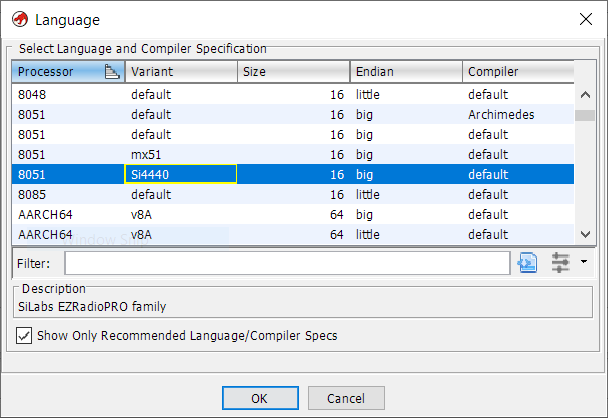 Language
Select Language and Compiler Specification
Processor Variant Size Endian Compiler
8048 default 16 little default
8051 default 16 big Archimedes
8051 default 16 big default
8051 mx51 16 big default
8051 Si4440 16 big default
8085 default 16 little default
AARCH64 v8A 64 big default
AARCH64 v8A 64 little default
Filter:
Description
SiLabs EZRadioPRO family
Show Only Recommended Language/Compiler Specs
OK Cancel